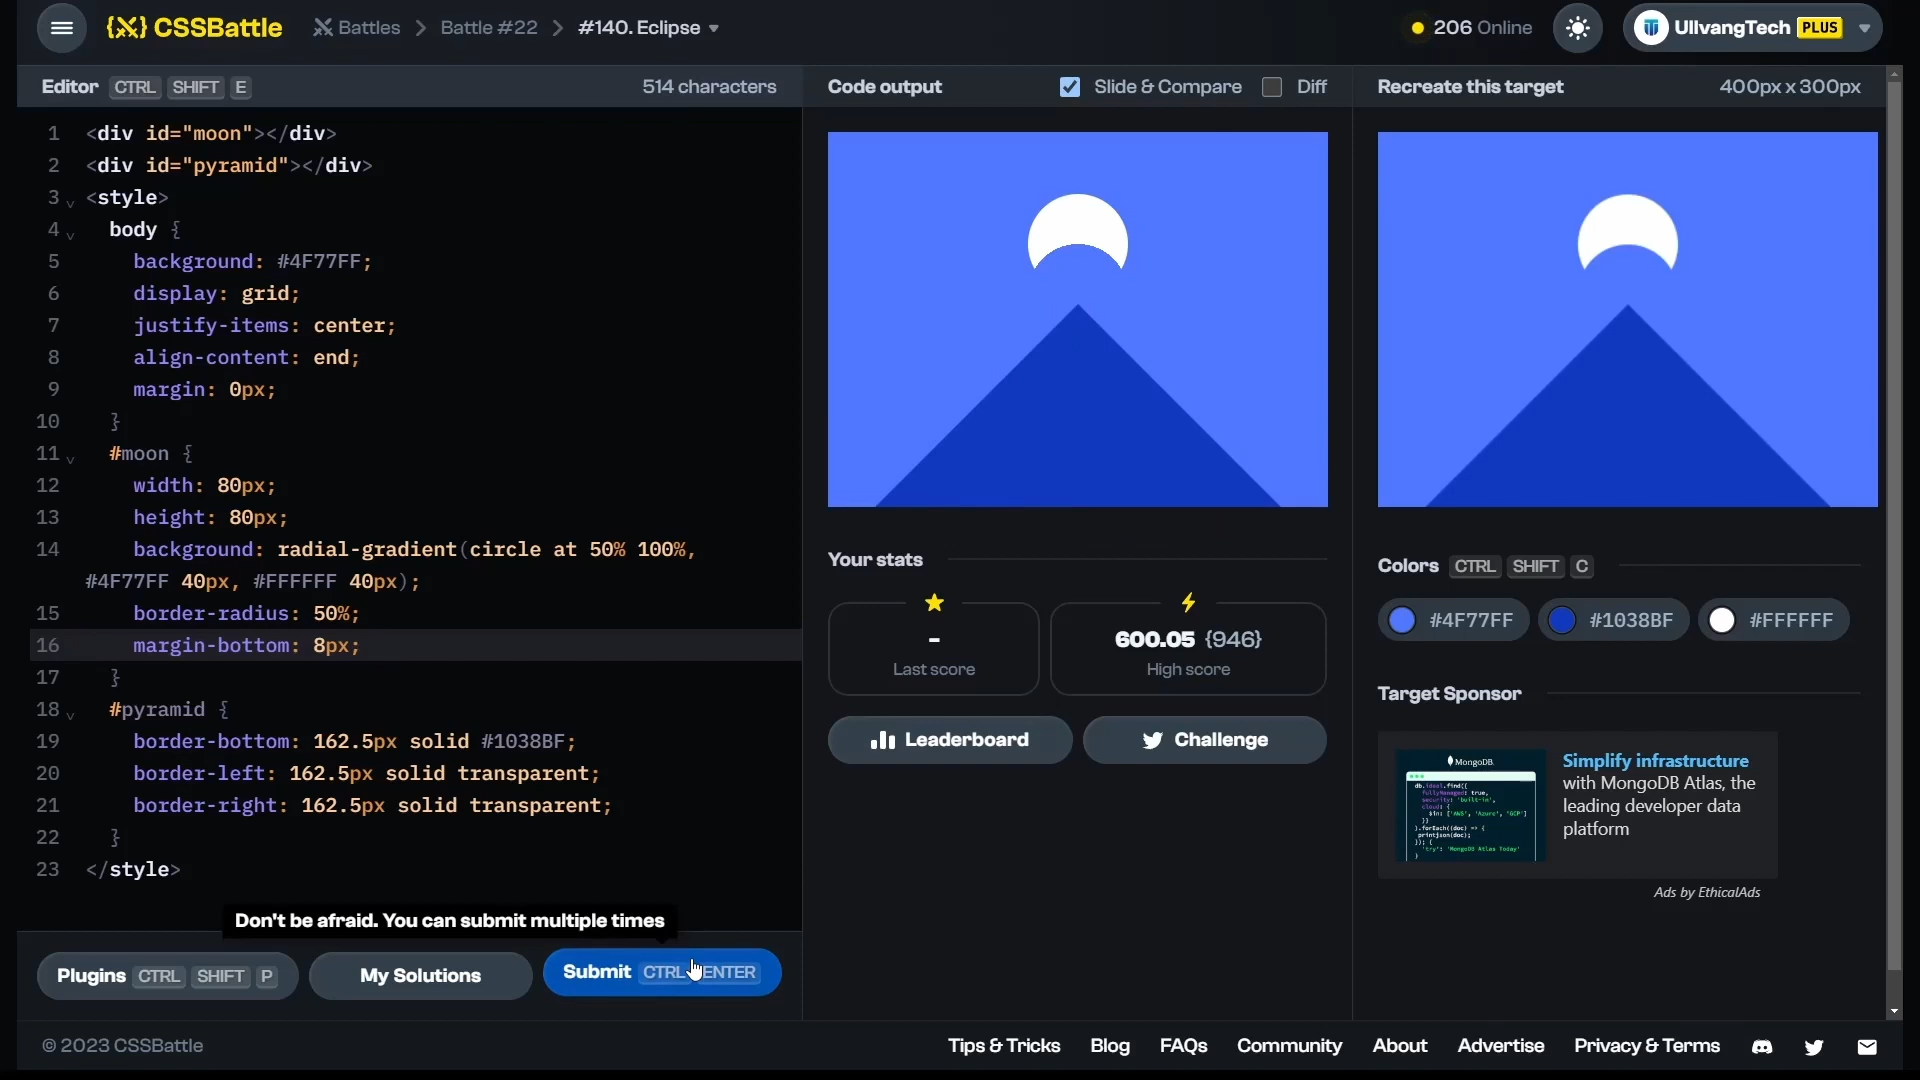 {X} CSSBattle
Battles
Battle #22
#140. Eclipse
206 Online
UllvangTech PLUS
Editor CTRL SHIFT E
514 characters
1 <div id="moon"></div>
2 <div id="pyramid"></div>
3 <style>
4 body {
5 background: #4F77FF;
6 display: grid;
7 justify-items: center;
8 align-content: end;
9 margin: 0px;
10 }
11 #moon {
12 width: 80px;
13 height: 80px;
14 background: radial-gradient(circle at 50% 100%,
#4F77FF 40px, #FFFFFF 40px);
15 border-radius: 50%;
16 margin-bottom: 8px;
17 }
18 #pyramid {
19 border-bottom: 162.5px solid #1038BF;
20 border-left: 162.5px solid transparent;
21 border-right: 162.5px solid transparent;
22 }
23 </style>
Don't be afraid. You can submit multiple times
Plugins CTRL SHIFT P
My Solutions
Submit CTRL ENTER
Code output
Slide & Compare
Diff
Your stats
-
Last score
600.05 {946}
High score
Leaderboard
Challenge
Recreate this target
400px x 300px
Colors CTRL SHIFT C
#4F77FF
#1038BF
#FFFFFF
Target Sponsor
MongoDB
Simplify infrastructure
with MongoDB Atlas, the
leading developer data
platform
Ads by EthicalAds
© 2023 CSSBattle
Tips & Tricks
Blog
FAQs
Community
About
Advertise
Privacy & Terms